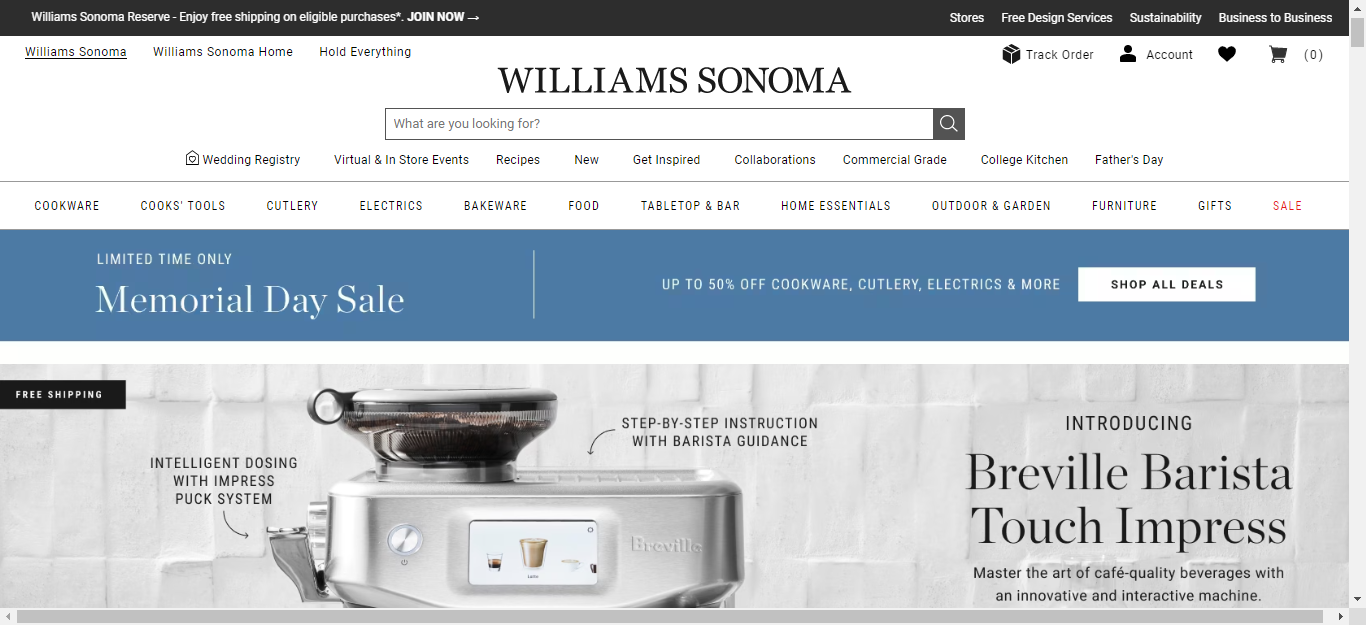 Williams Sonoma Reserve - Enjoy free shipping on eligible purchases*. JOIN NOW →
Stores Free Design Services Sustainability Business to Business
Williams Sonoma Williams Sonoma Home Hold Everything
Track Order Account (0)
WILLIAMS SONOMA
What are you looking for?
Wedding Registry Virtual & In Store Events Recipes New Get Inspired Collaborations Commercial Grade College Kitchen Father's Day
COOKWARE COOKS' TOOLS CUTLERY ELECTRICS BAKEWARE FOOD TABLETOP & BAR HOME ESSENTIALS OUTDOOR & GARDEN FURNITURE GIFTS SALE
LIMITED TIME ONLY
Memorial Day Sale
UP TO 50% OFF COOKWARE, CUTLERY, ELECTRICS & MORE
SHOP ALL DEALS
FREE SHIPPING
INTELLIGENT DOSING
WITH IMPRESS
PUCK SYSTEM
STEP-BY-STEP INSTRUCTION
WITH BARISTA GUIDANCE
Breville
Latte
INTRODUCING
Breville Barista
Touch Impress
Master the art of café-quality beverages with
an innovative and interactive machine.